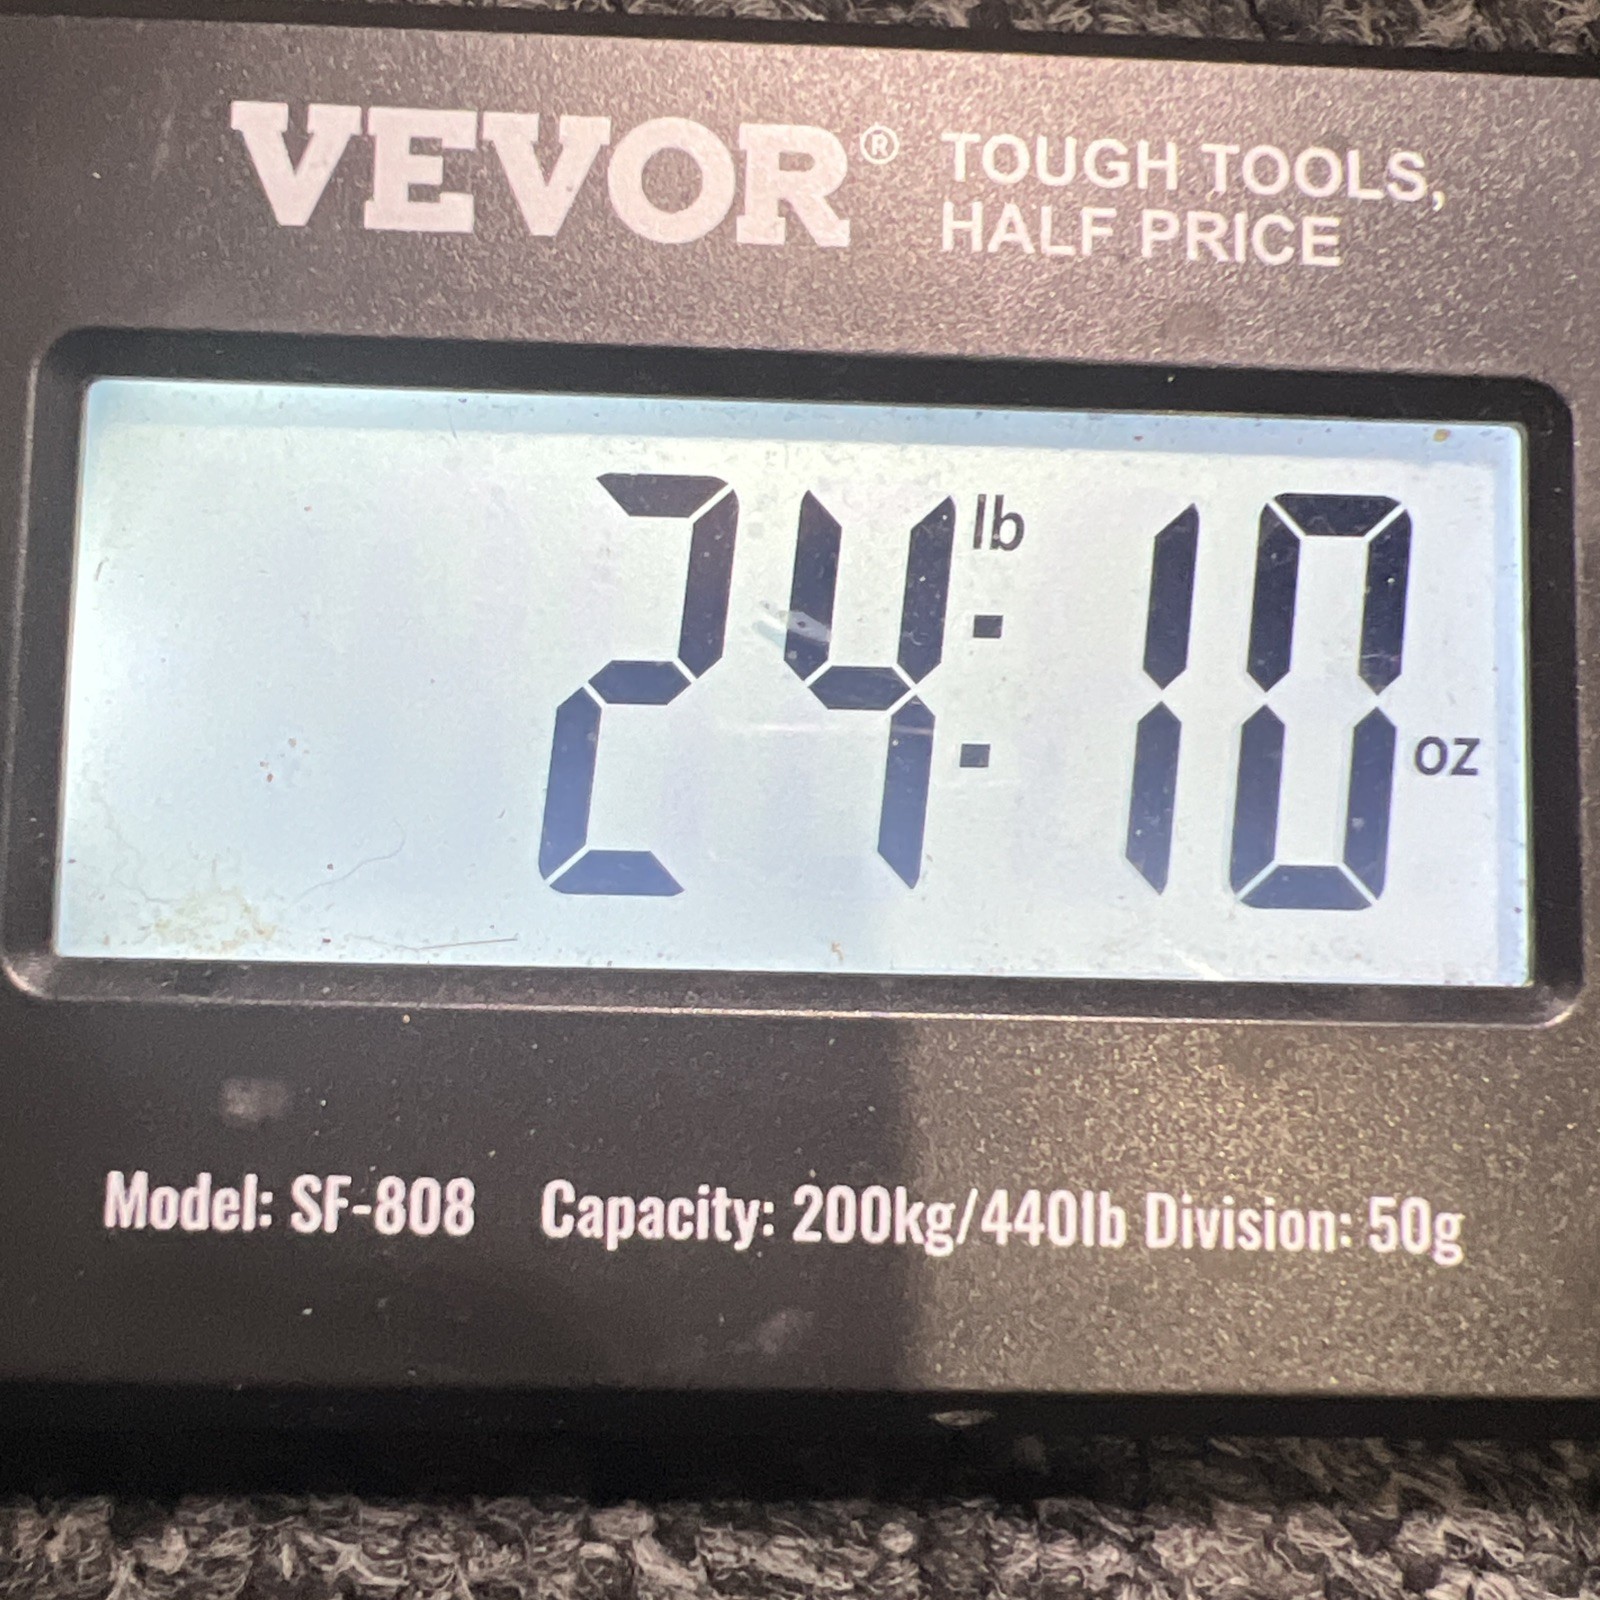 VEVOR® TOUGH TOOLS,
HALF PRICE
24 lb : 10 oz
Model: SF-808 Capacity: 200kg/440lb Division: 50g